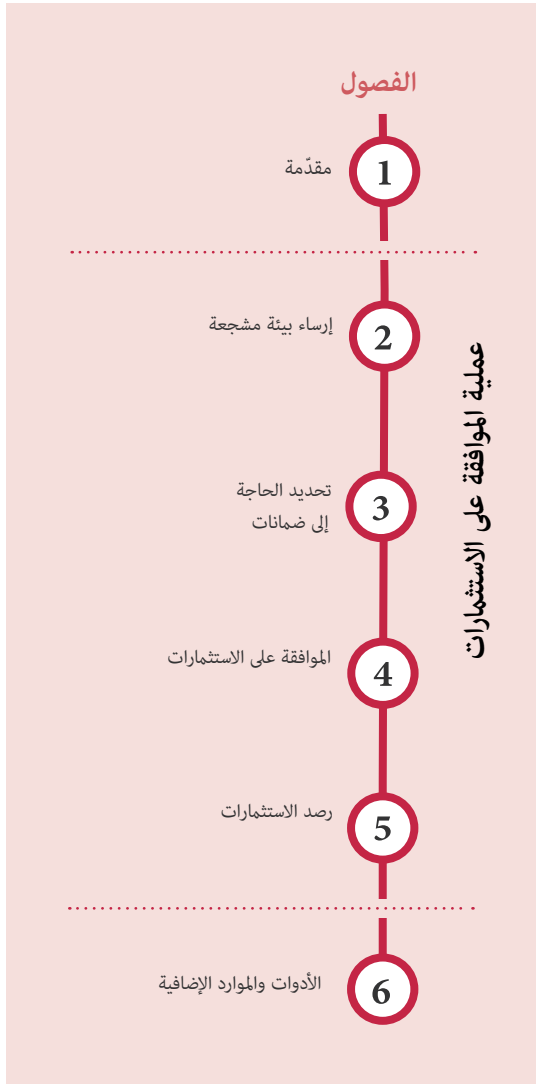 الفصول
1
مقدّمة
عملية الموافقة على الاستثمارات
2
إرساء بيئة مشجعة
3
تحديد الحاجة
إلى ضمانات
4
الموافقة على الاستثمارات
5
رصد الاستثمارات
6
الأدوات والموارد الإضافية